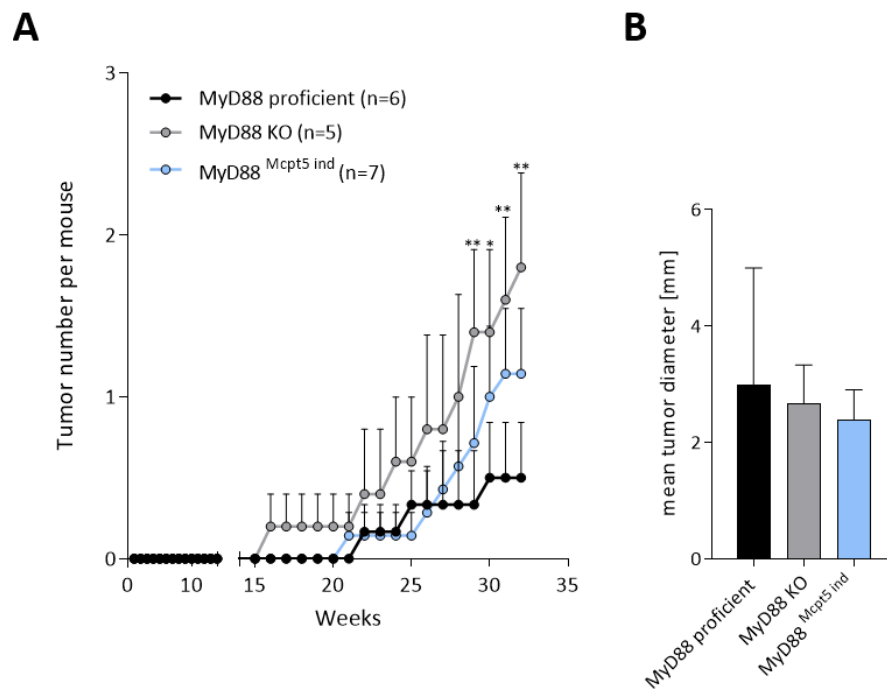 A
Tumor number per mouse
3
2
1
0
MyD88 proficient (n=6)
MyD88 KO (n=5)
MyD88 Mcpt5 ind (n=7)
** * ** **
0 10 15 20 25 30 35
Weeks
B
mean tumor diameter [mm]
6
4
2
0
MyD88 proficient
MyD88 KO
MyD88 Mcpt5 ind